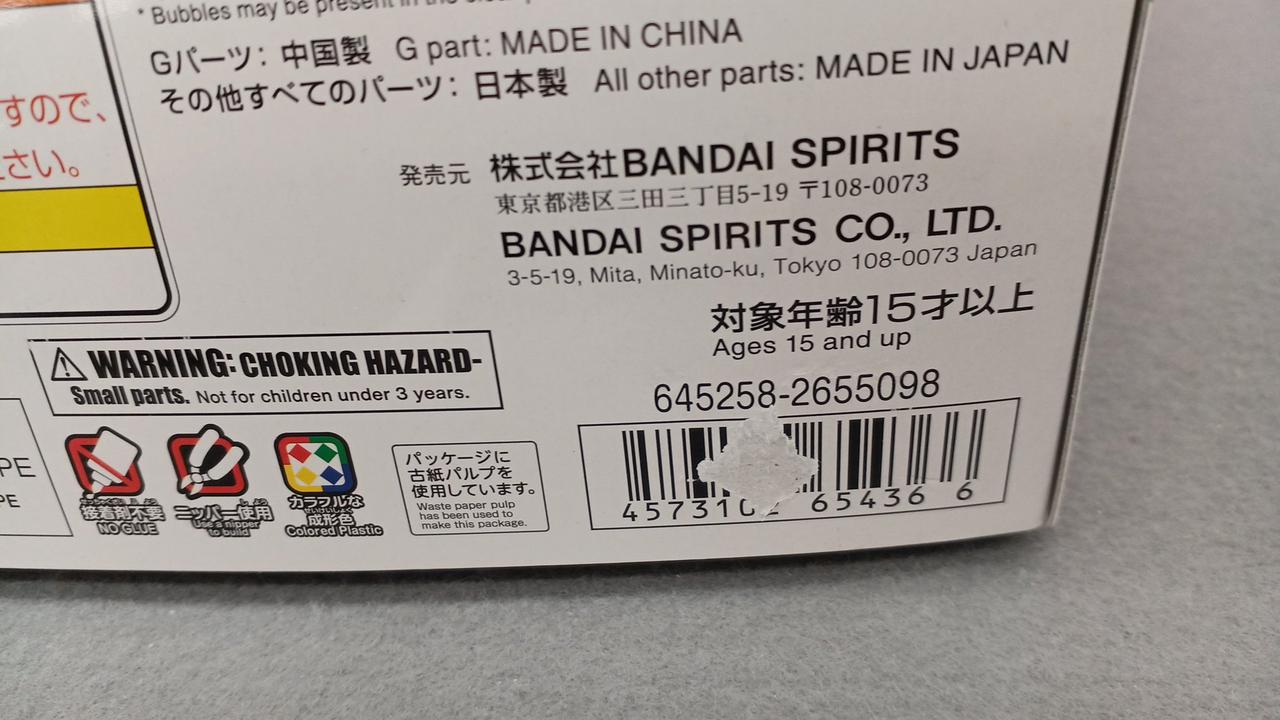 * Bubbles may be present in the
Gパーツ：中国製 G part: MADE IN CHINA
その他すべてのパーツ：日本製 All other parts: MADE IN JAPAN
すので、
さい。
発売元 株式会社BANDAI SPIRITS
東京都港区三田三丁目5-19 〒108-0073
BANDAI SPIRITS CO., LTD.
3-5-19, Mita, Minato-ku, Tokyo 108-0073 Japan
対象年齢15才以上
Ages 15 and up
WARNING: CHOKING HAZARD-
Small parts. Not for children under 3 years.
645258-2655098
PE
PE
接着剤不要
NO GLUE
ニッパー使用
Use a nipper
to build
カラフルな
成形色
Colored Plastic
パッケージに
古紙パルプを
使用しています。
Waste paper pulp
has been used to
make this package.
457310 65436 6